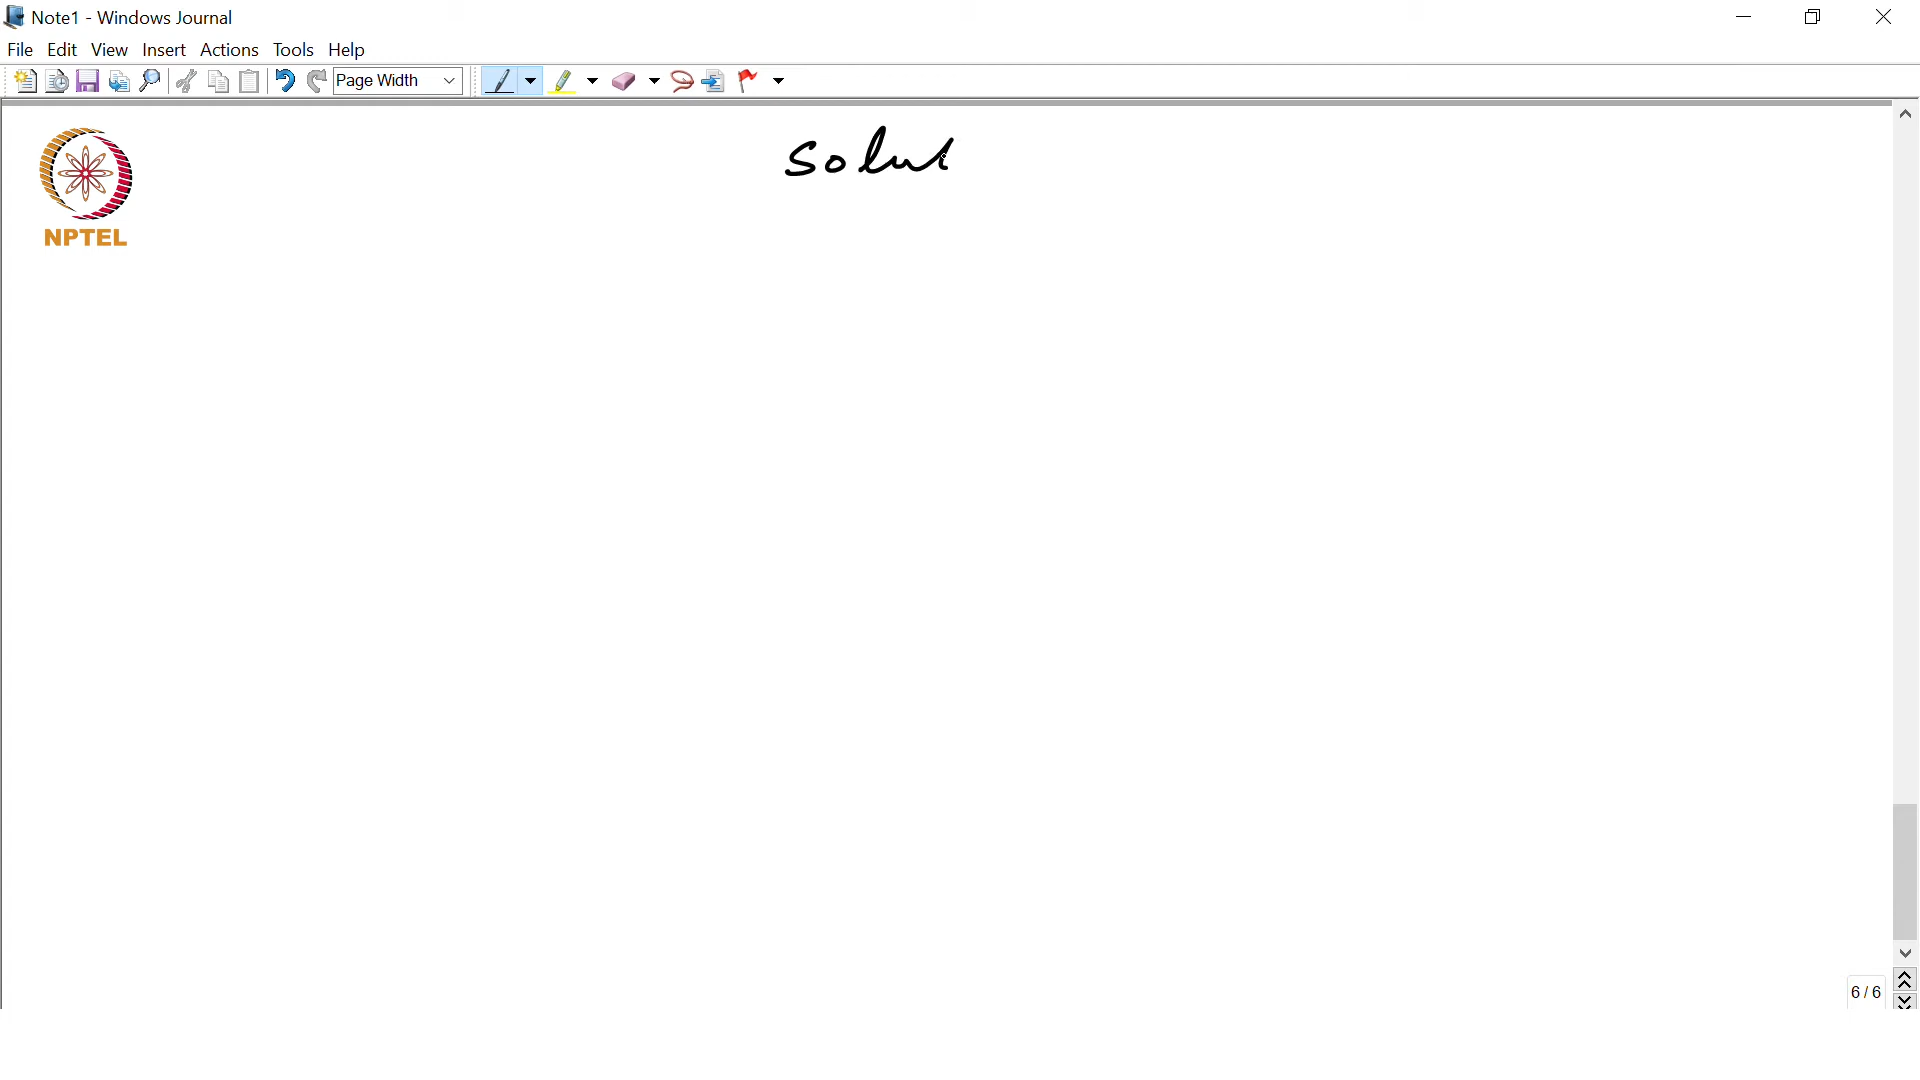 Note1 - Windows Journal
File Edit View Insert Actions Tools Help
Page Width
Solut
NPTEL
6 / 6